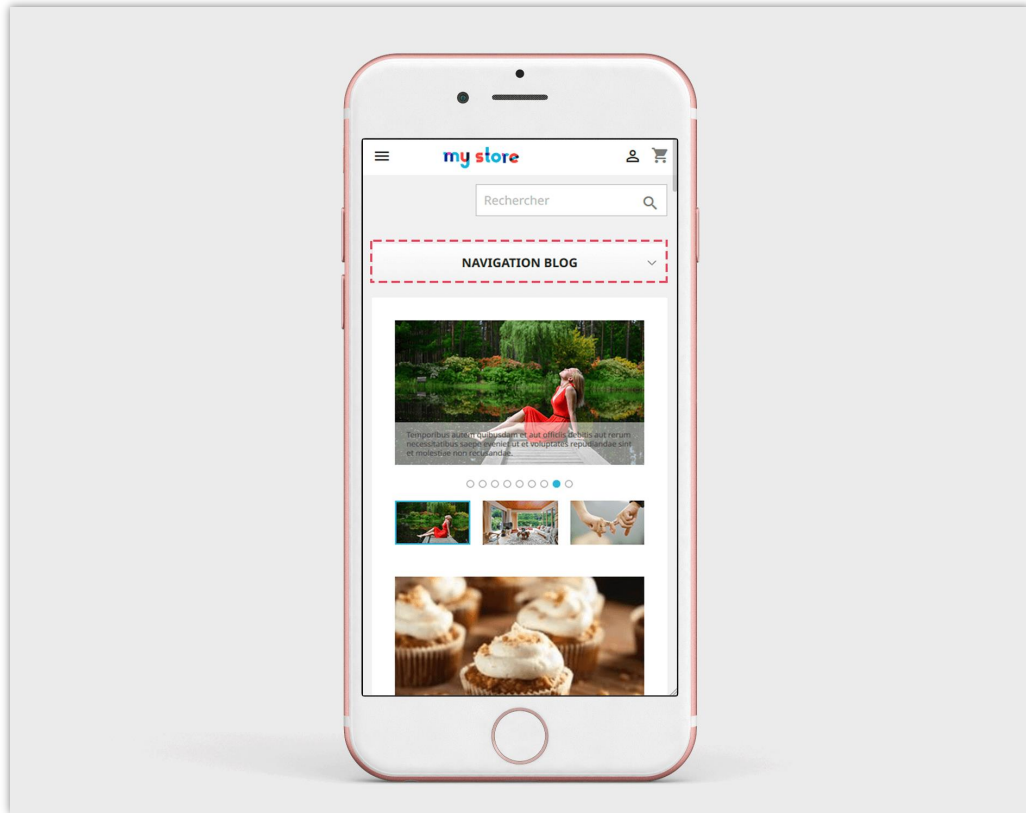 my store
Rechercher
NAVIGATION BLOG
Temporibus autem quibusdam et aut officiis debitis aut rerum
necessitatibus saepe eveniet ut et voluptates repudiandae sint
et molestiae non recusandae.